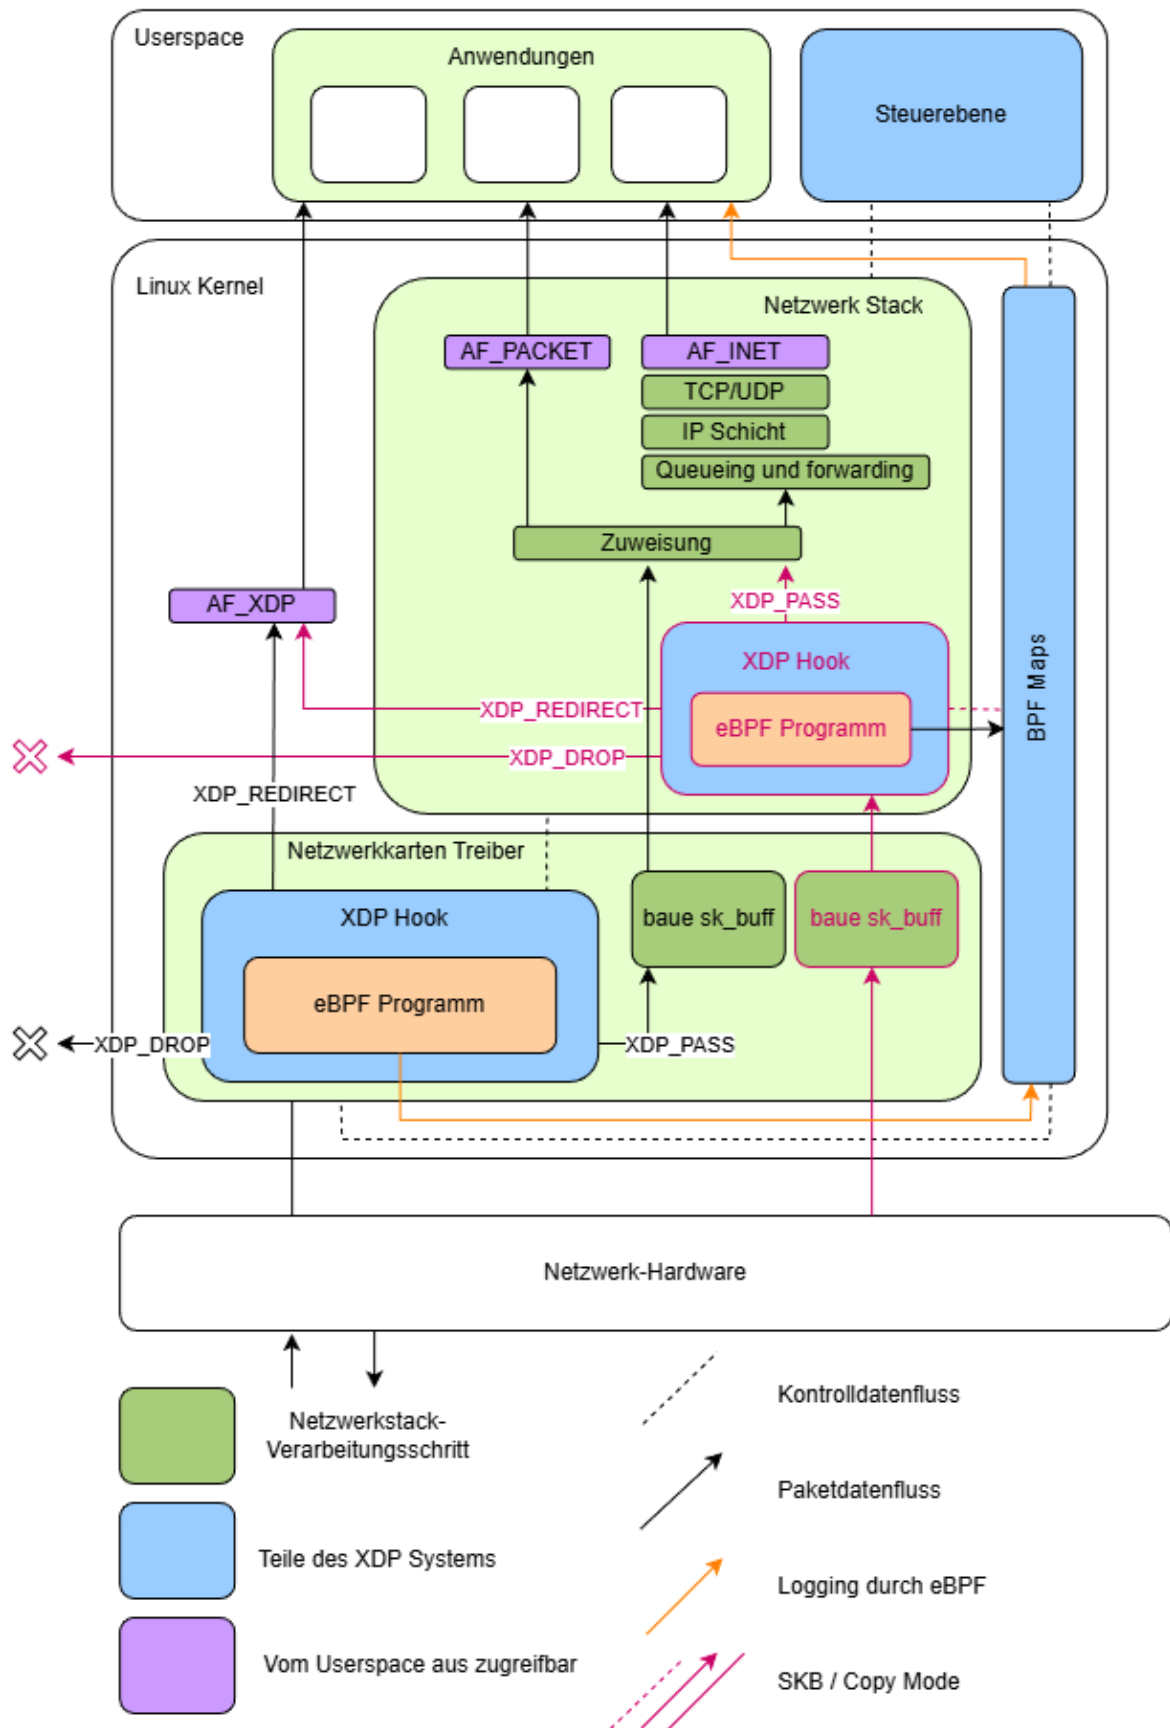 Userspace
Anwendungen
Steuerebene
Linux Kernel
Netzwerk Stack
AF_PACKET
AF_INET
TCP/UDP
IP Schicht
Queueing und forwarding
Zuweisung
AF_XDP
XDP_PASS
XDP Hook
XDP_REDIRECT
eBPF Programm
XDP_DROP
BPF Maps
XDP_REDIRECT
Netzwerkkarten Treiber
XDP Hook
baue sk_buff
baue sk_buff
eBPF Programm
XDP_DROP
XDP_PASS
Netzwerk-Hardware
Netzwerkstack-
Verarbeitungsschritt
Kontrolldatenfluss
Paketdatenfluss
Teile des XDP Systems
Logging durch eBPF
Vom Userspace aus zugreifbar
SKB / Copy Mode